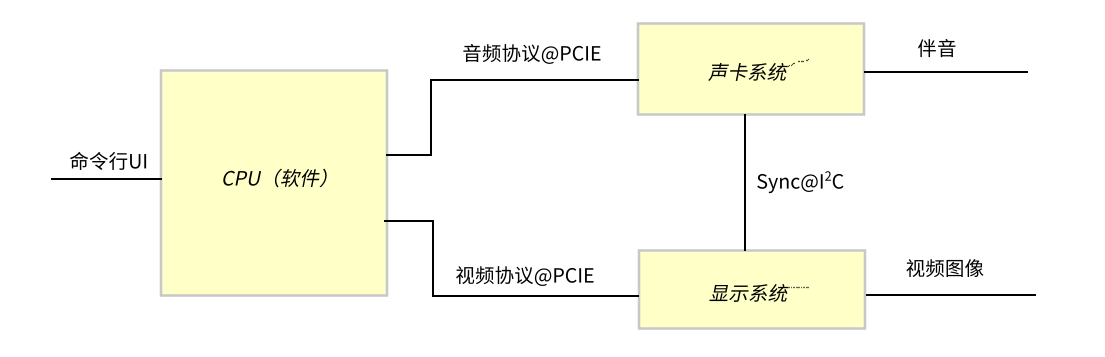 音频协议@PCIE
伴音
声卡系统
命令行UI
CPU（软件）
Sync@I²C
视频协议@PCIE
视频图像
显示系统